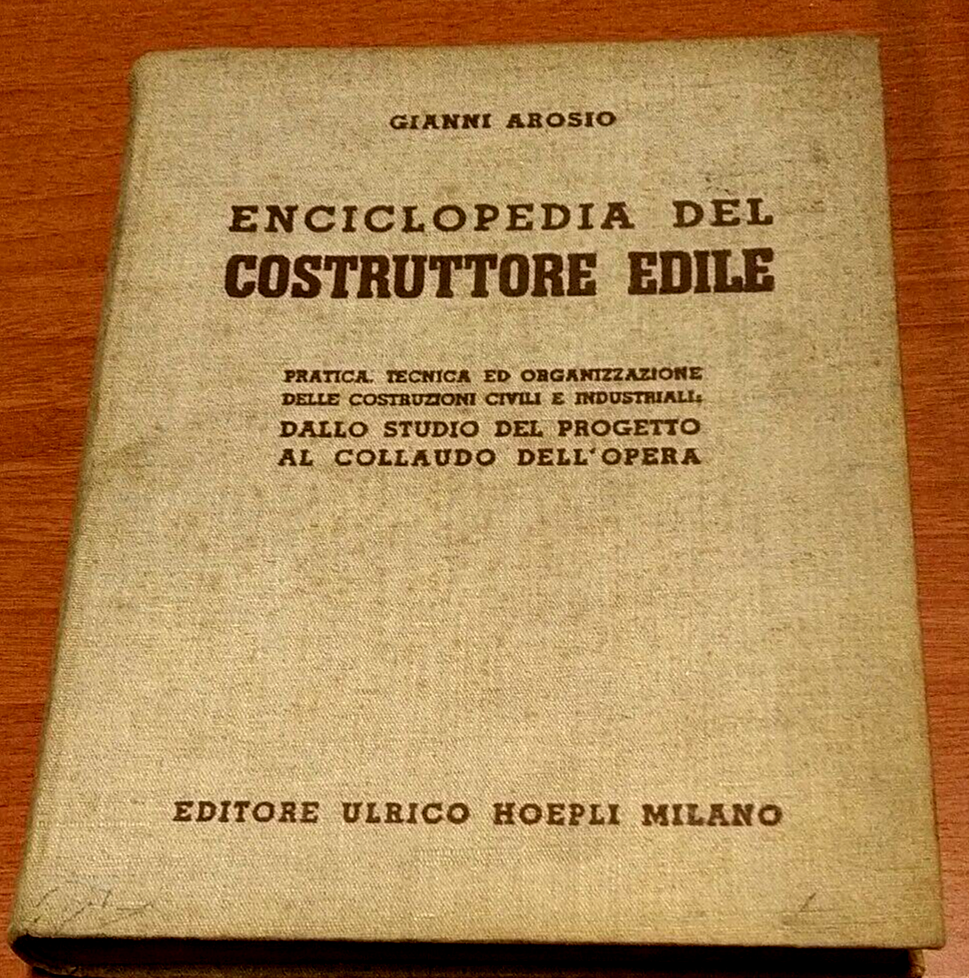 GIANNI AROSIO
ENCICLOPEDIA DEL
COSTRUTTORE EDILE
PRATICA, TECNICA ED ORGANIZZAZIONE
DELLE COSTRUZIONI CIVILI E INDUSTRIALI:
DALLO STUDIO DEL PROGETTO
AL COLLAUDO DELL'OPERA
EDITORE ULRICO HOEPLI MILANO